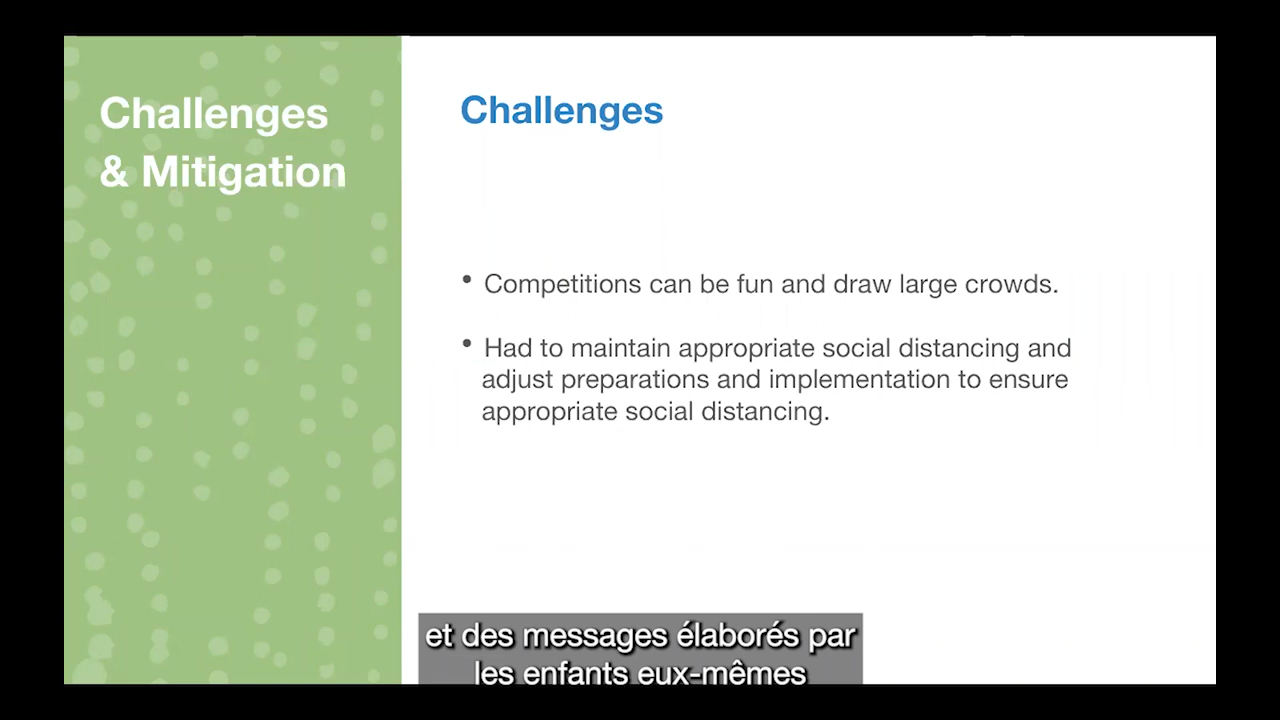 Challenges
& Mitigation
Challenges
• Competitions can be fun and draw large crowds.
• Had to maintain appropriate social distancing and
adjust preparations and implementation to ensure
appropriate social distancing.
et des messages élaborés par
les enfants eux-mêmes